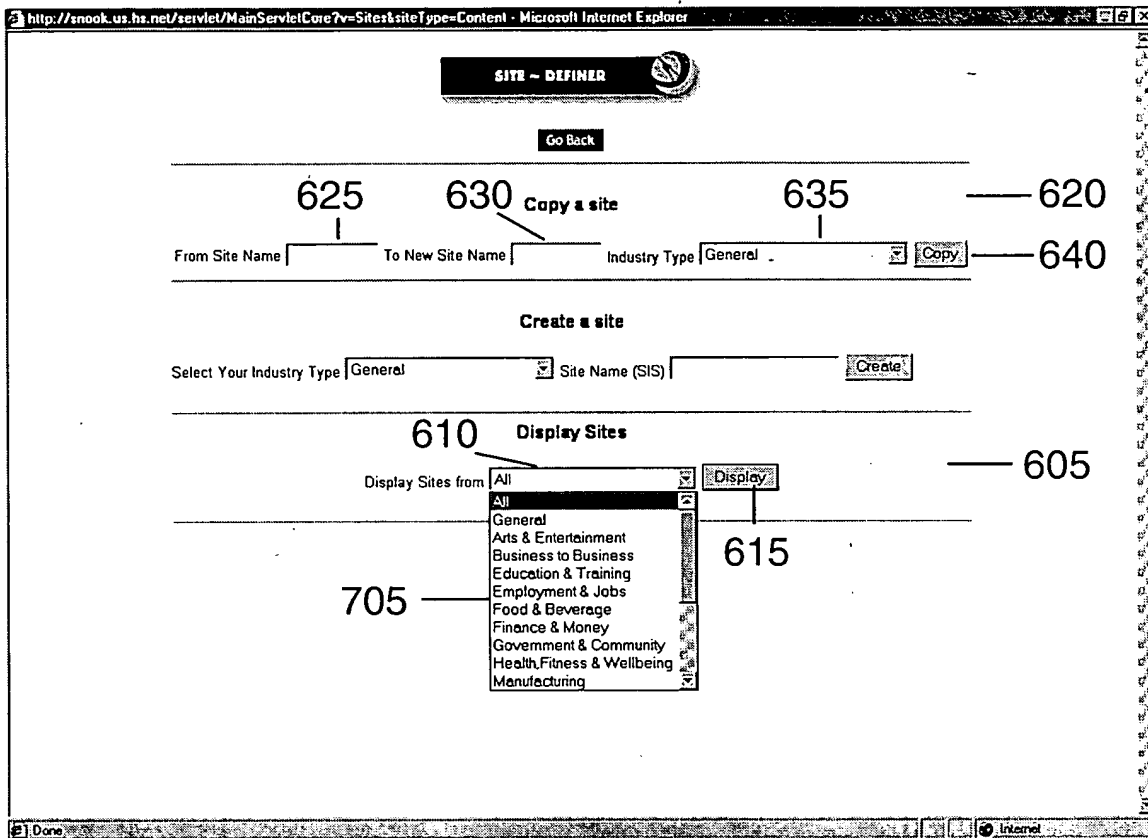 http://snook.us.hs.net/servlet/MainServletCore?v=Sites&siteType=Content - Microsoft Internet Explorer
SITE ~ DEFINER
Go Back
625 630 635 620
Copy a site
From Site Name To New Site Name Industry Type General Copy 640
Create a site
Select Your Industry Type General Site Name (SIS) Create
610 Display Sites
605
Display Sites from All Display
All
General
Arts & Entertainment
Business to Business
615
Education & Training
Employment & Jobs
705
Food & Beverage
Finance & Money
Government & Community
Health,Fitness & Wellbeing
Manufacturing
Done Internet